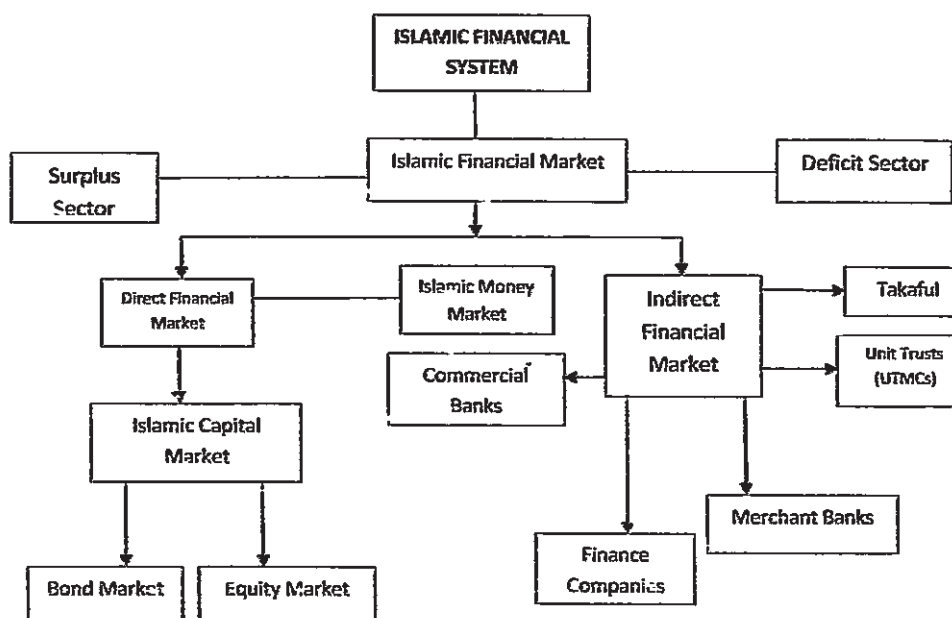 ISLAMIC FINANCIAL
SYSTEM
Islamic Financial Market
Surplus
Sector
Deficit Sector
Direct Financial
Market
Islamic Money
Market
Indirect
Financial
Market
Takaful
Unit Trusts
(UTMCs)
Commercial
Banks
Islamic Capital
Market
Merchant Banks
Finance
Companies
Bond Market
Equity Market